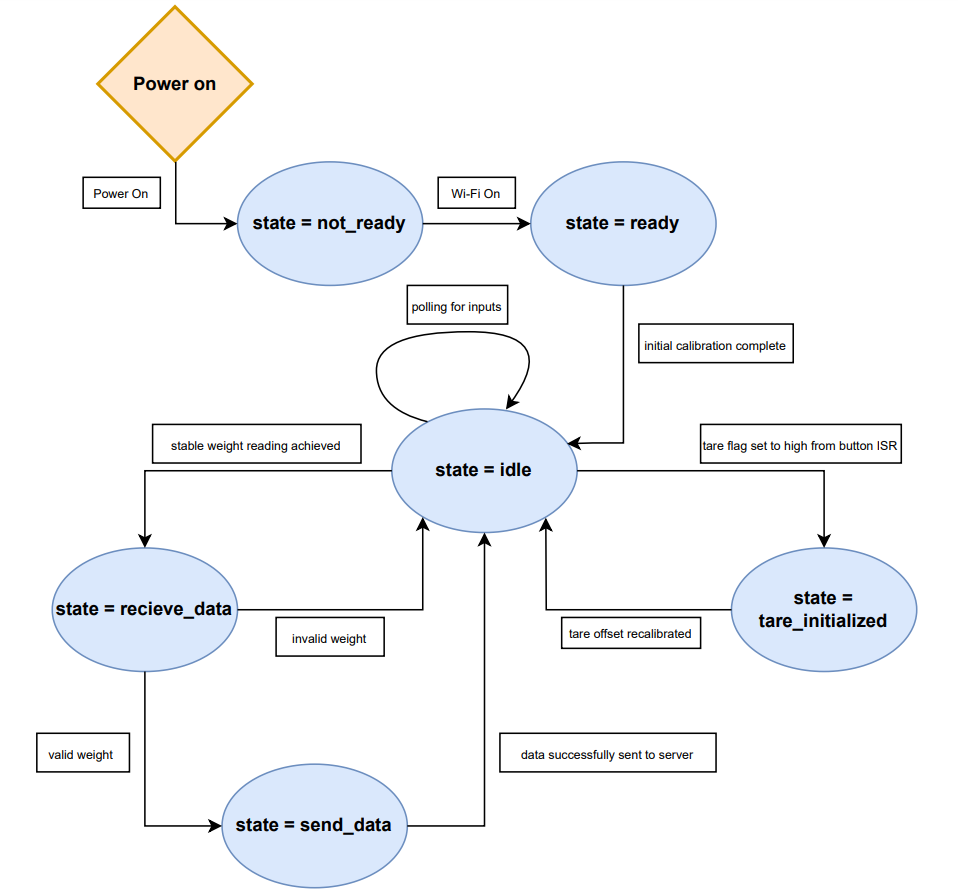 Power on
Power On
state = not_ready
Wi-Fi On
state = ready
polling for inputs
initial calibration complete
stable weight reading achieved
state = idle
tare flag set to high from button ISR
state = recieve_data
invalid weight
tare offset recalibrated
state =
tare_initialized
valid weight
state = send_data
data successfully sent to server